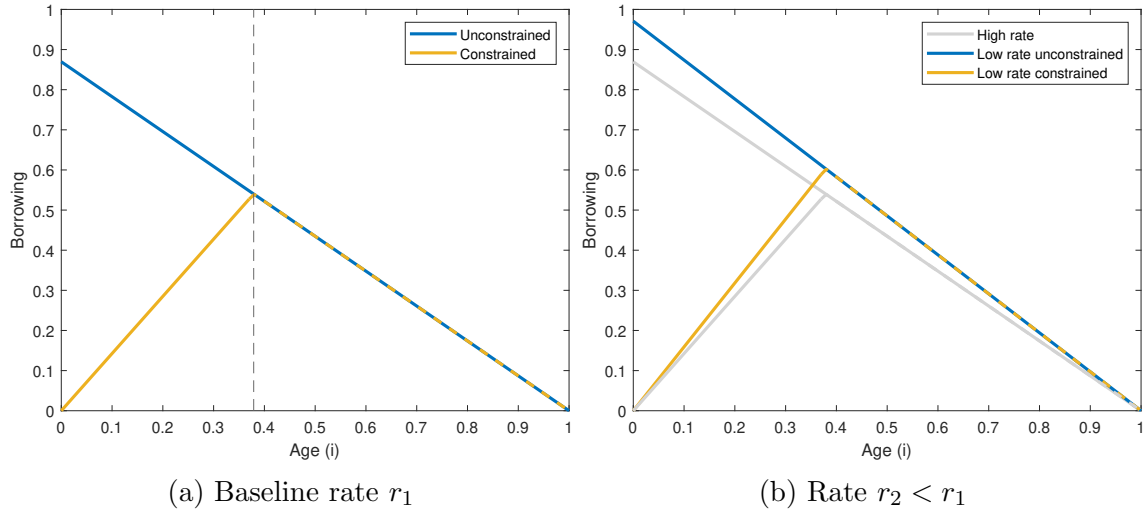 1
0.9
0.8
0.7
0.6
0.5
0.4
0.3
0.2
0.1
0
Borrowing
0 0.1 0.2 0.3 0.4 0.5 0.6 0.7 0.8 0.9 1
Age (i)
Unconstrained
Constrained
(a) Baseline rate r₁
1
0.9
0.8
0.7
0.6
0.5
0.4
0.3
0.2
0.1
0
Borrowing
0 0.1 0.2 0.3 0.4 0.5 0.6 0.7 0.8 0.9 1
Age (i)
High rate
Low rate unconstrained
Low rate constrained
(b) Rate r₂ < r₁